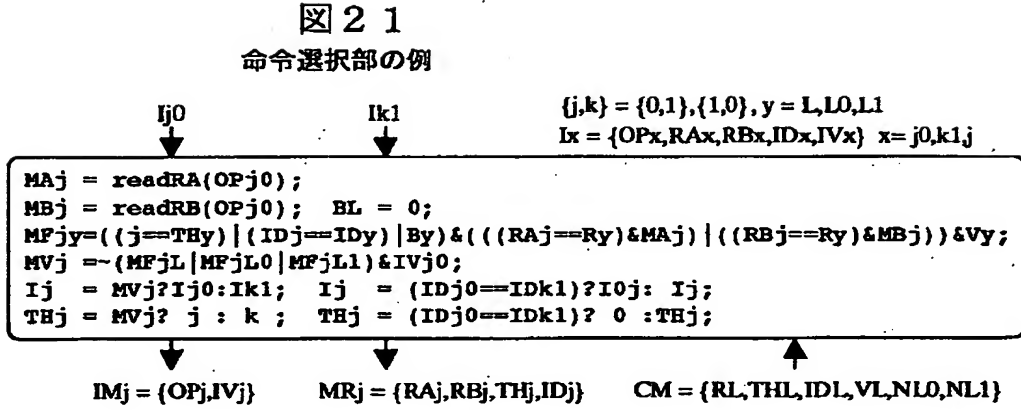 図21
命令選択部の例
Ij0
Ik1
{j,k} = {0,1},{1,0}, y = L,L0,L1
Ix = {OPx,RAx,RBx,IDx,IVx} x= j0,k1,j
MAj = readRA(OPj0);
MBj = readRB(OPj0); BL = 0;
MFjy=((j==THy)|(IDj==IDy)|By)&(((RAj==Ry)&MAj)|((RBj==Ry)&MBj))&Vy;
MVj =~(MFjL|MFjL0|MFjL1)&IVj0;
Ij = MVj?Ij0:Ik1; Ij = (IDj0==IDk1)?I0j: Ij;
THj = MVj? j : k ; THj = (IDj0==IDk1)? 0 :THj;
IMj = {OPj,IVj}
MRj = {RAj,RBj,THj,IDj}
CM = {RL,THL,IDL,VL,NL0,NL1}